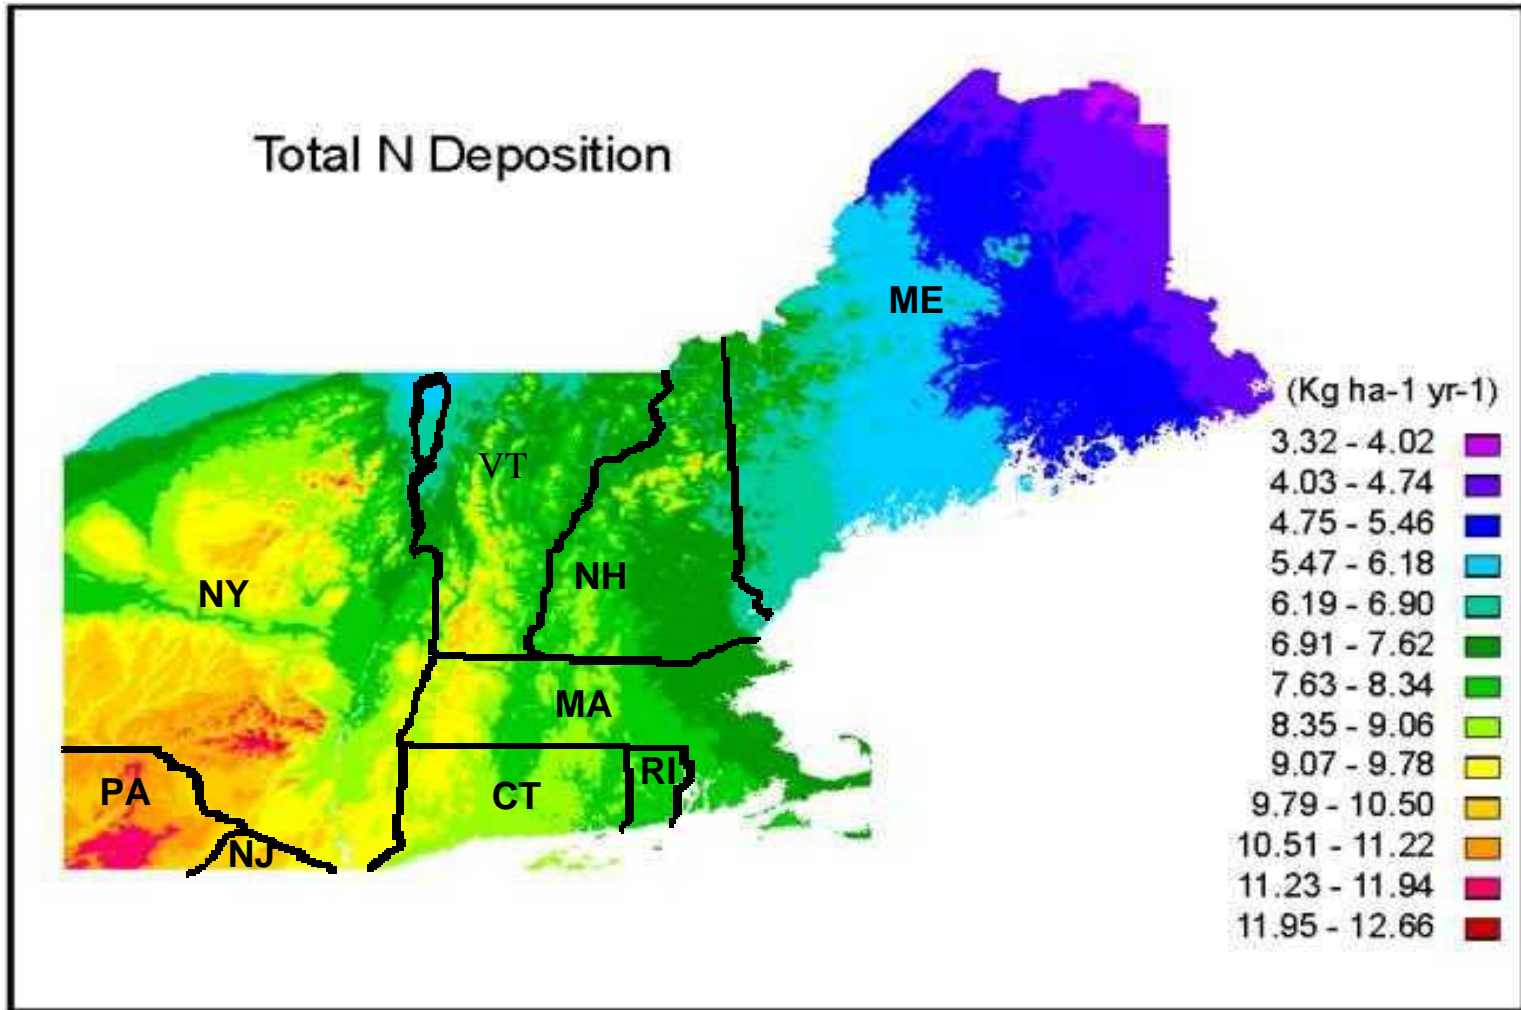 Total N Deposition
ME
(Kg ha-1 yr-1)
3.32 - 4.02
4.03 - 4.74
4.75 - 5.46
5.47 - 6.18
6.19 - 6.90
6.91 - 7.62
7.63 - 8.34
8.35 - 9.06
9.07 - 9.78
9.79 - 10.50
10.51 - 11.22
11.23 - 11.94
11.95 - 12.66
VT
NY
NH
MA
PA
CT
RI
NJ